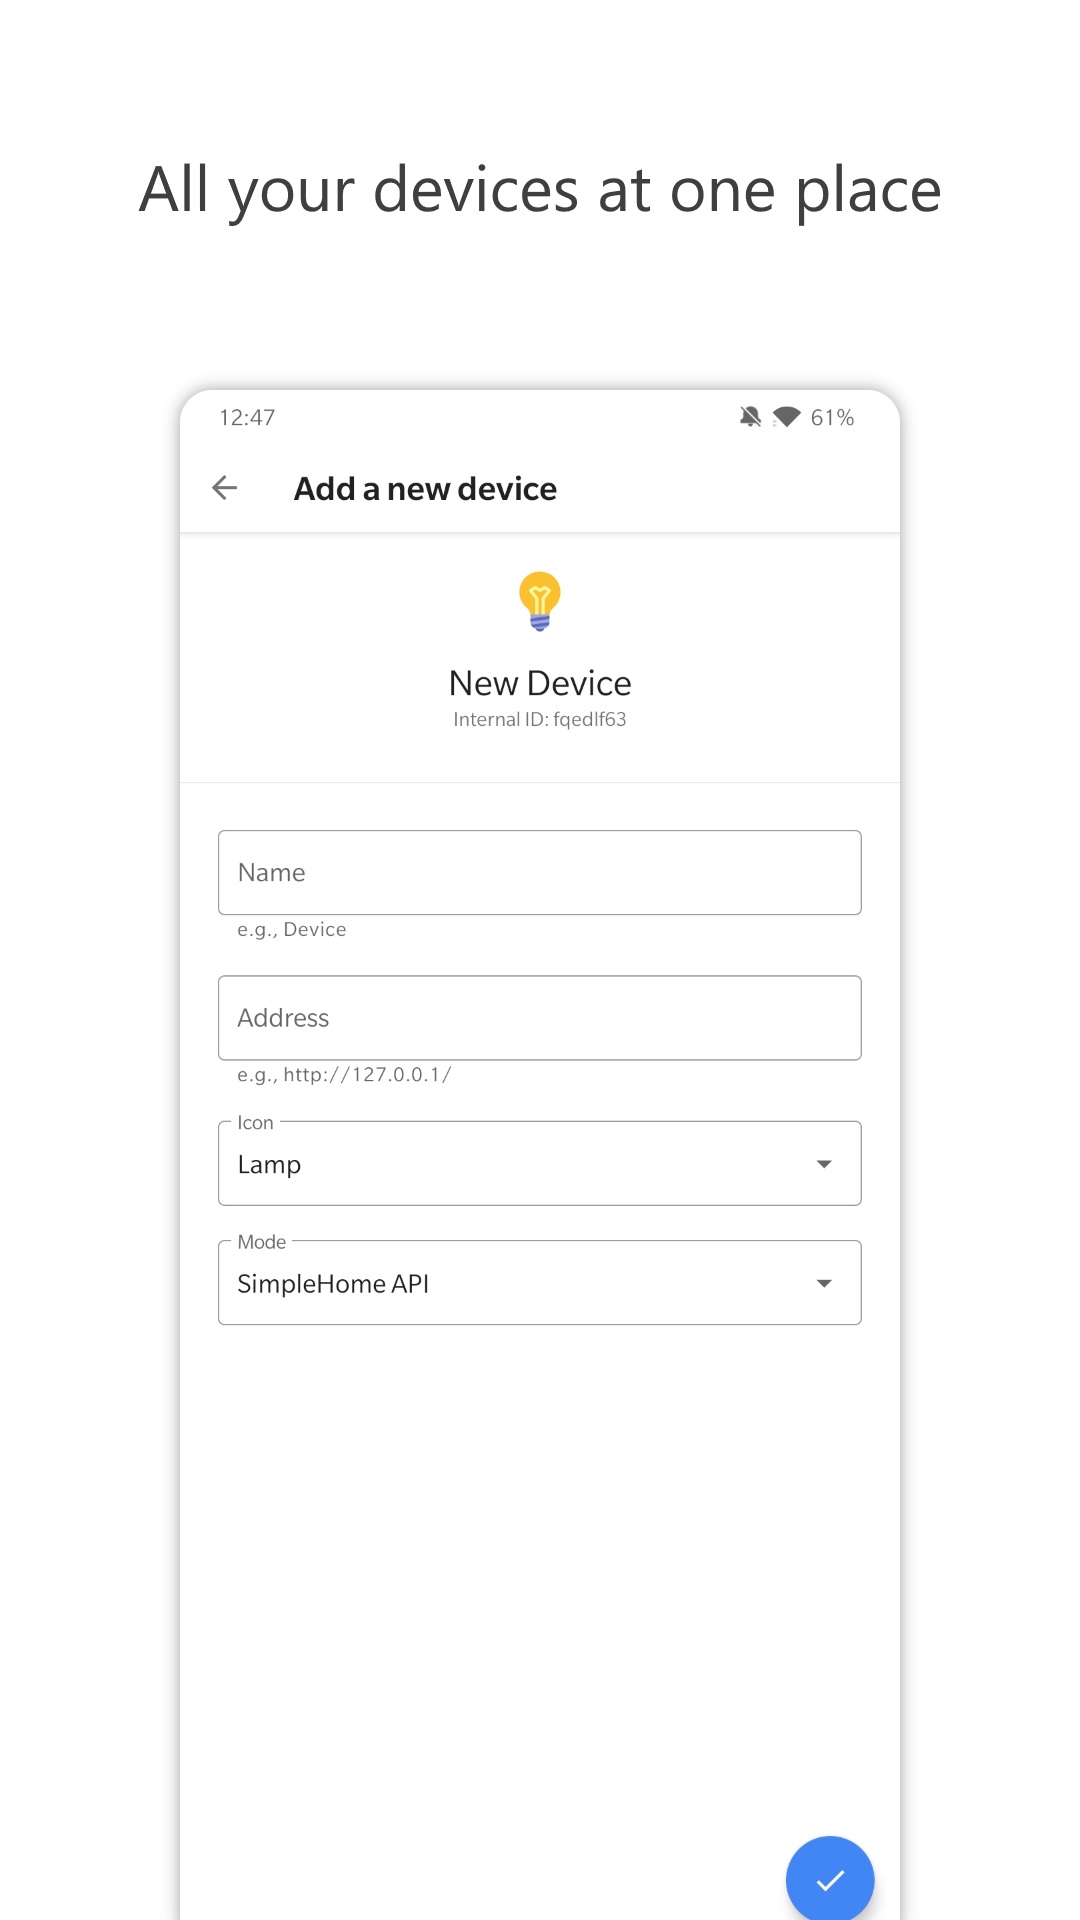 All your devices at one place
12:47 61%
Add a new device
New Device
Internal ID: fqedlf63
Name
e.g., Device
Address
e.g., http://127.0.0.1/
Icon
Lamp
Mode
SimpleHome API